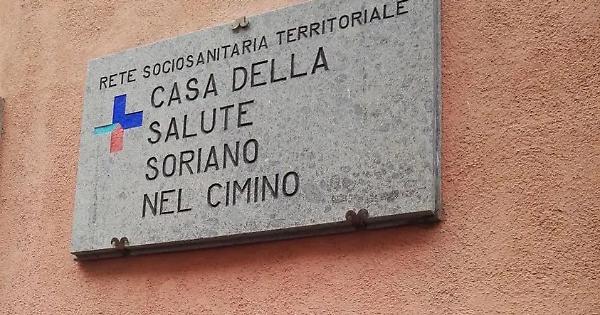 RETE SOCIOSANITARIA TERRITORIALE
CASA DELLA
SALUTE
SORIANO
NEL CIMINO